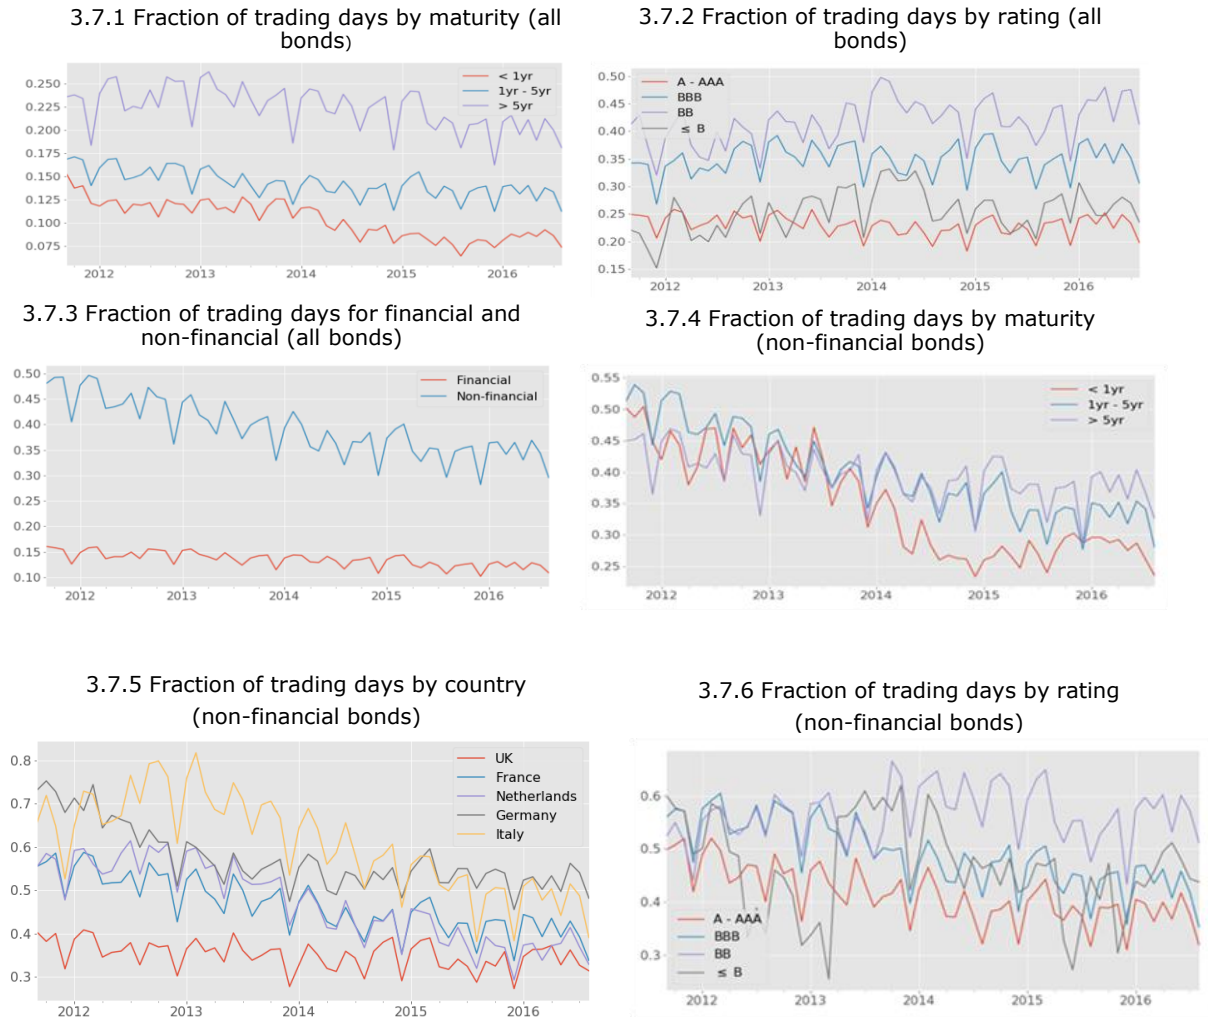 3.7.1 Fraction of trading days by maturity (all
bonds)
0.250
0.225
0.200
0.175
0.150
0.125
0.100
0.075
< 1yr
1yr - 5yr
> 5yr
2012 2013 2014 2015 2016
3.7.2 Fraction of trading days by rating (all
bonds)
0.50
0.45
0.40
0.35
0.30
0.25
0.20
0.15
A - AAA
BBB
BB
≤ B
2012 2013 2014 2015 2016
3.7.3 Fraction of trading days for financial and
non-financial (all bonds)
0.50
0.45
0.40
0.35
0.30
0.25
0.20
0.15
0.10
Financial
Non-financial
2012 2013 2014 2015 2016
3.7.4 Fraction of trading days by maturity
(non-financial bonds)
0.55
0.50
0.45
0.40
0.35
0.30
0.25
< 1yr
1yr - 5yr
> 5yr
2012 2013 2014 2015 2016
3.7.5 Fraction of trading days by country
(non-financial bonds)
0.8
0.7
0.6
0.5
0.4
0.3
UK
France
Netherlands
Germany
Italy
2012 2013 2014 2015 2016
3.7.6 Fraction of trading days by rating
(non-financial bonds)
0.6
0.5
0.4
0.3
A - AAA
BBB
BB
≤ B
2012 2013 2014 2015 2016